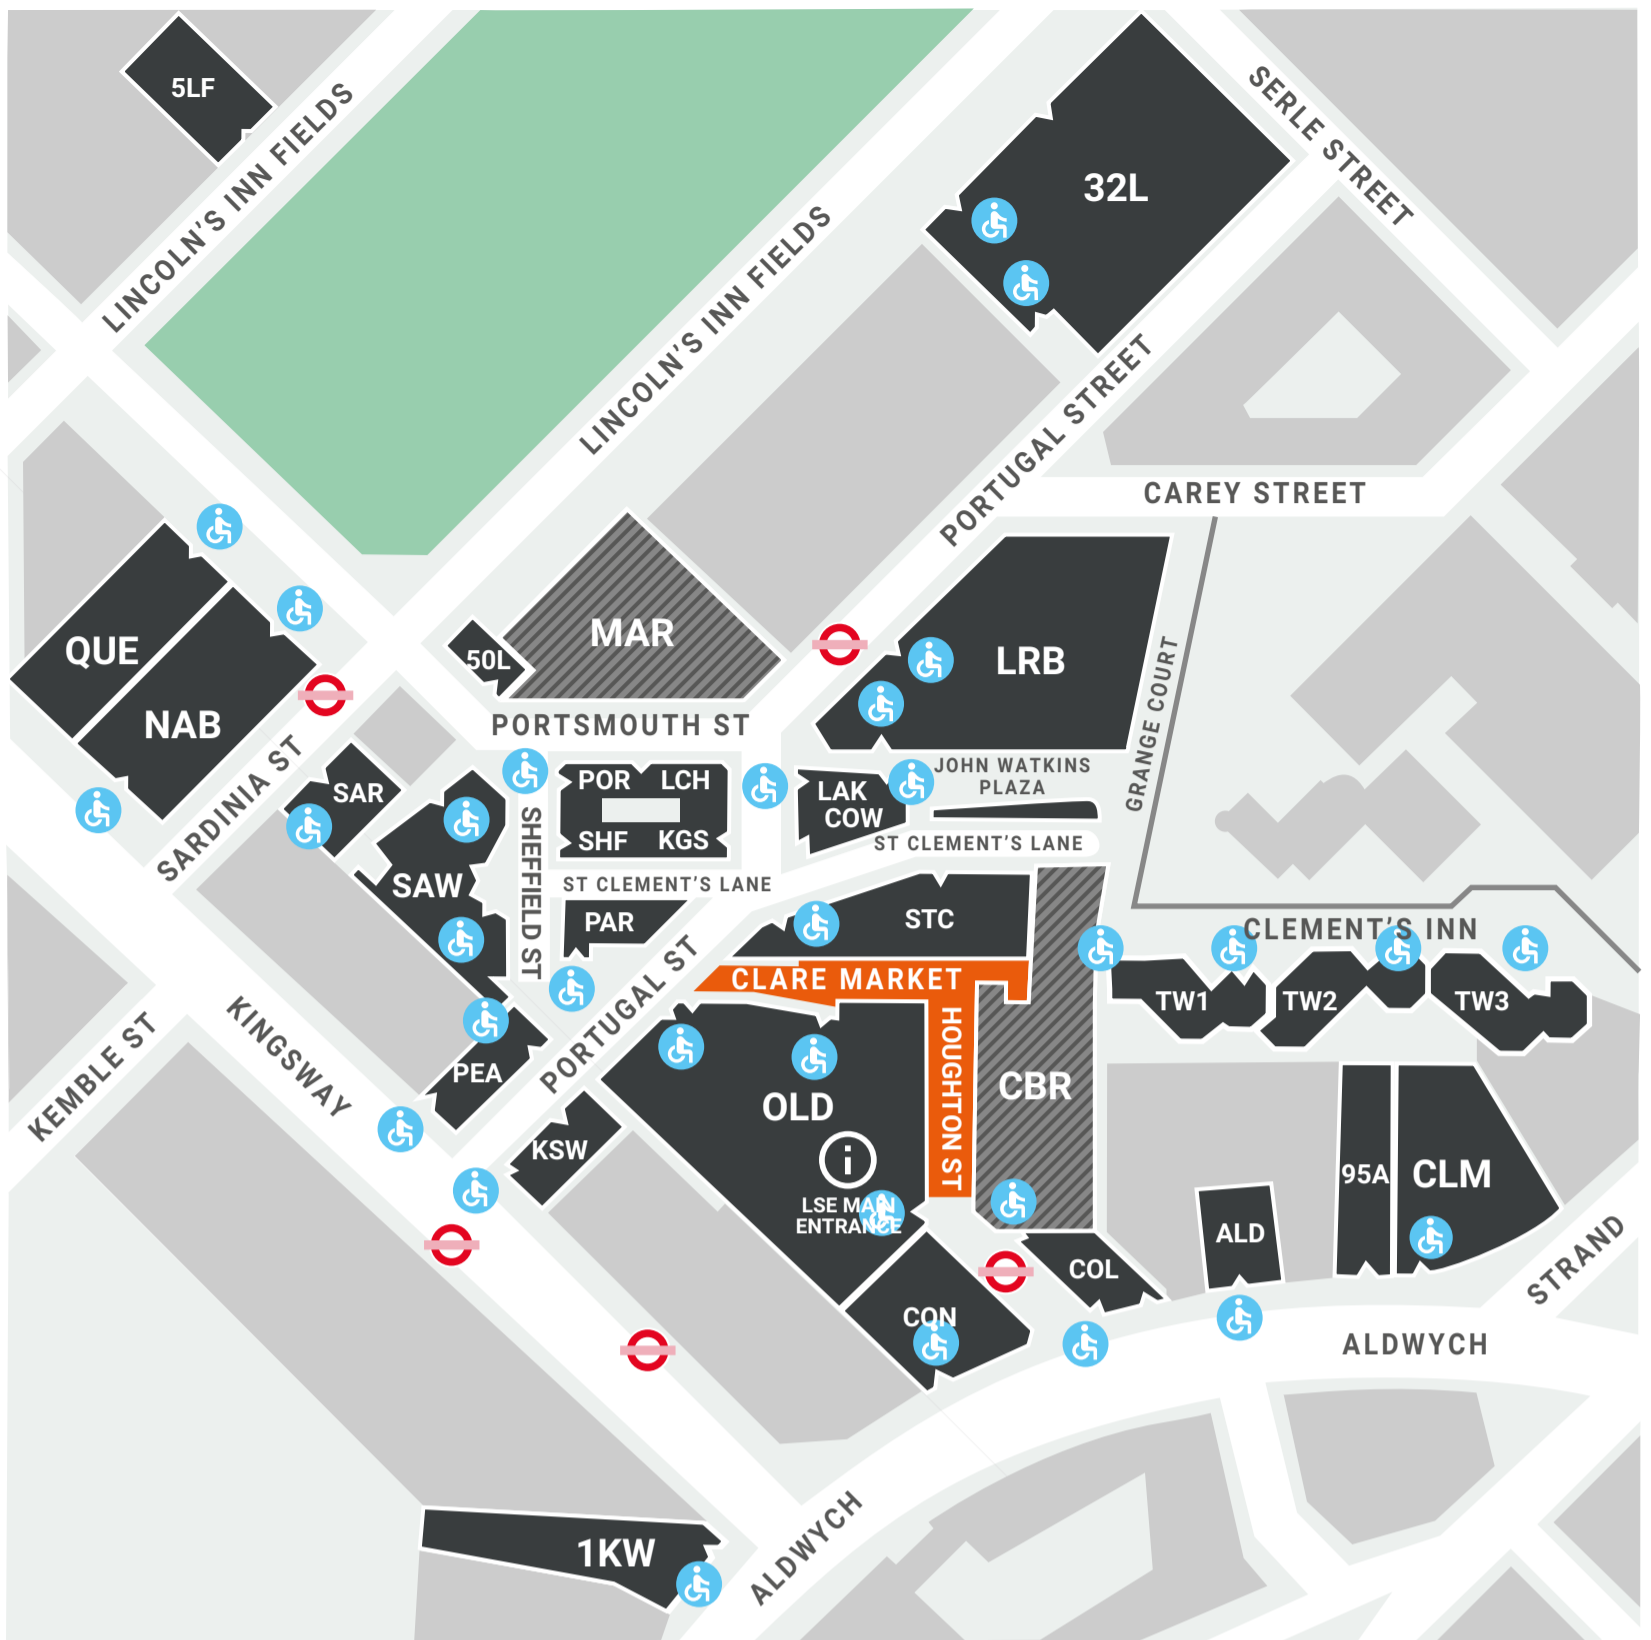 5LF
LINCOLN'S INN FIELDS
SERLE STREET
32L
LINCOLN'S INN FIELDS
PORTUGAL STREET
CAREY STREET
QUE
MAR
50L
LRB
NAB
PORTSMOUTH ST
GRANGE COURT
SARDINIA ST
SAR
POR
LCH
SHF
KGS
LAK
COW
JOHN WATKINS
PLAZA
ST CLEMENT'S LANE
SHEFFIELD ST
SAW
ST CLEMENT'S LANE
PAR
STC
CLEMENT'S INN
CLARE MARKET
TW1
TW2
TW3
KEMBLE ST
KINGSWAY
PEA
PORTUGAL ST
HOUGHTON ST
CBR
OLD
KSW
i
LSE MAIN
ENTRANCE
95A
CLM
ALD
COL
STRAND
CON
ALDWYCH
1KW
ALDWYCH